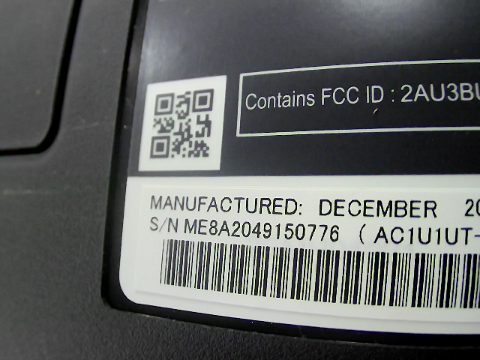 Contains FCC ID : 2AU3BU
MANUFACTURED: DECEMBER 20
S/N ME8A2049150776 ( AC1U1UT-